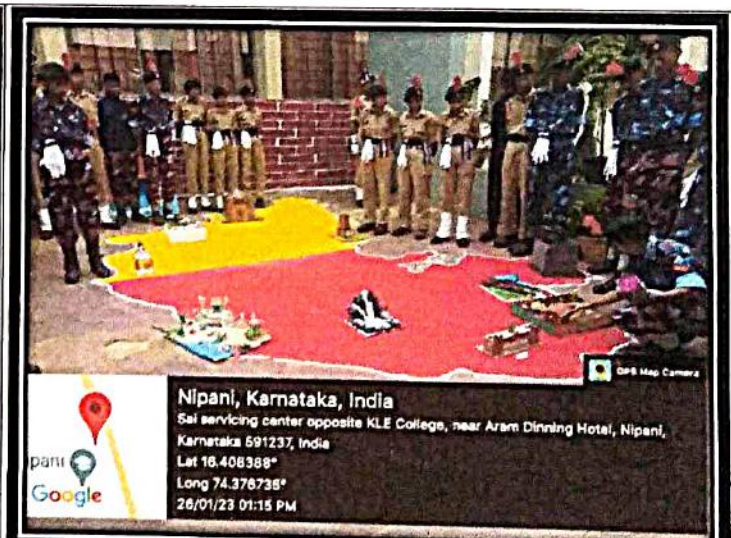 GPS Map Camera
Nipani, Karnataka, India
Sai servicing center opposite KLE College, near Aram Dinning Hotel, Nipani,
Karnataka 591237, India
Lat 16.408388°
Long 74.376735°
26/01/23 01:15 PM
pani
Google